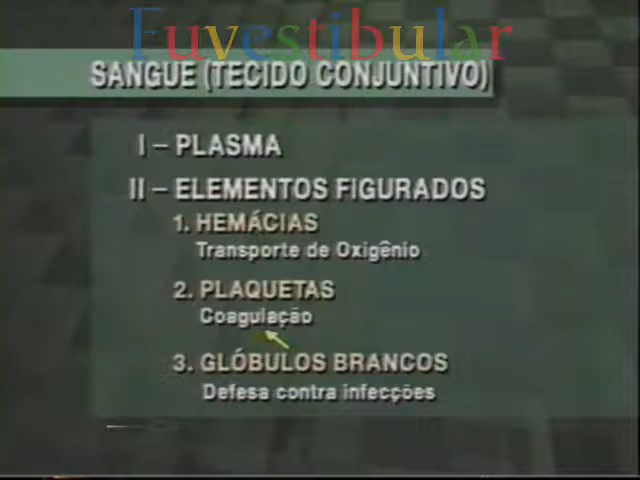 Fuvestibular
SANGUE (TECIDO CONJUNTIVO)
I – PLASMA
II – ELEMENTOS FIGURADOS
1. HEMÁCIAS
Transporte de Oxigênio
2. PLAQUETAS
Coagulação
3. GLÓBULOS BRANCOS
Defesa contra infecções